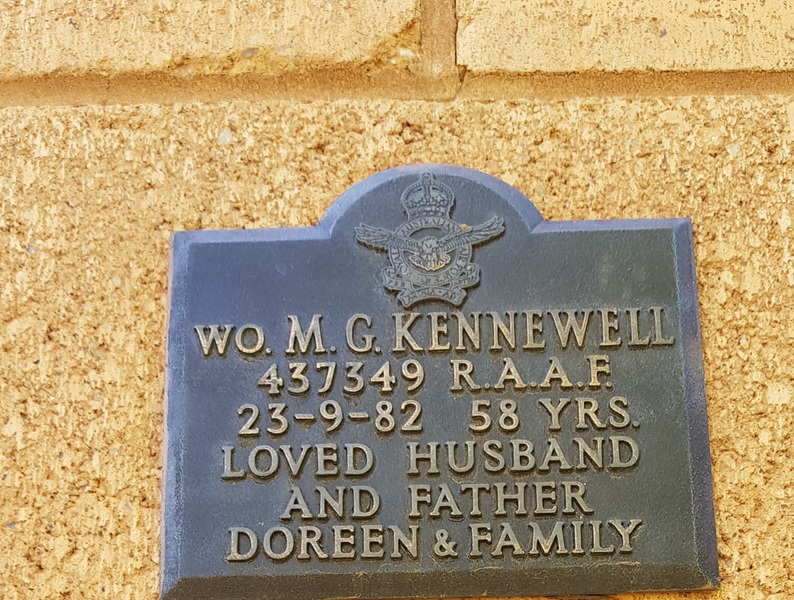 WO. M. G. KENNEWELL
437349 R.A.A.F.
23-9-82 58 YRS.
LOVED HUSBAND
AND FATHER
DOREEN & FAMILY